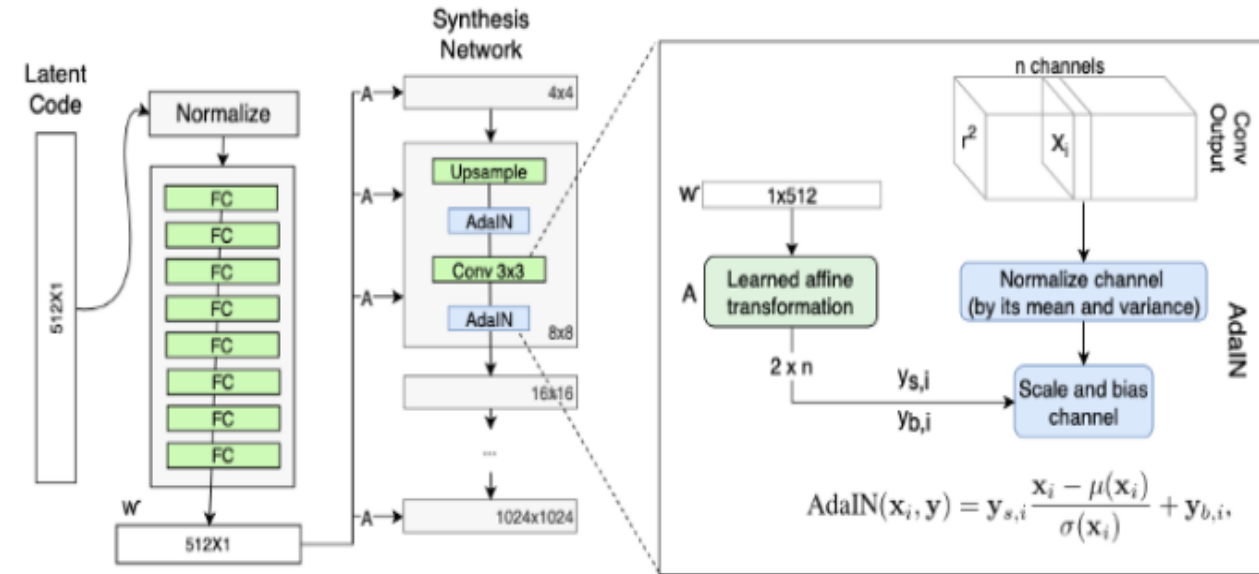 Latent
Code
512X1
Normalize
FC
FC
FC
FC
FC
FC
FC
FC
w
512X1
Synthesis
Network
A
4x4
A
Upsample
AdaIN
A
Conv 3x3
AdaIN
8x8
16x16
...
A
1024x1024
n channels
r²
Xi
Conv
Output
w
1x512
A
Learned affine
transformation
2 x n
ys,i
yb,i
Normalize channel
(by its mean and variance)
Scale and bias
channel
AdaIN
AdaIN(xᵢ, y) = y_{s,i} (xᵢ − μ(xᵢ)) / σ(xᵢ) + y_{b,i},